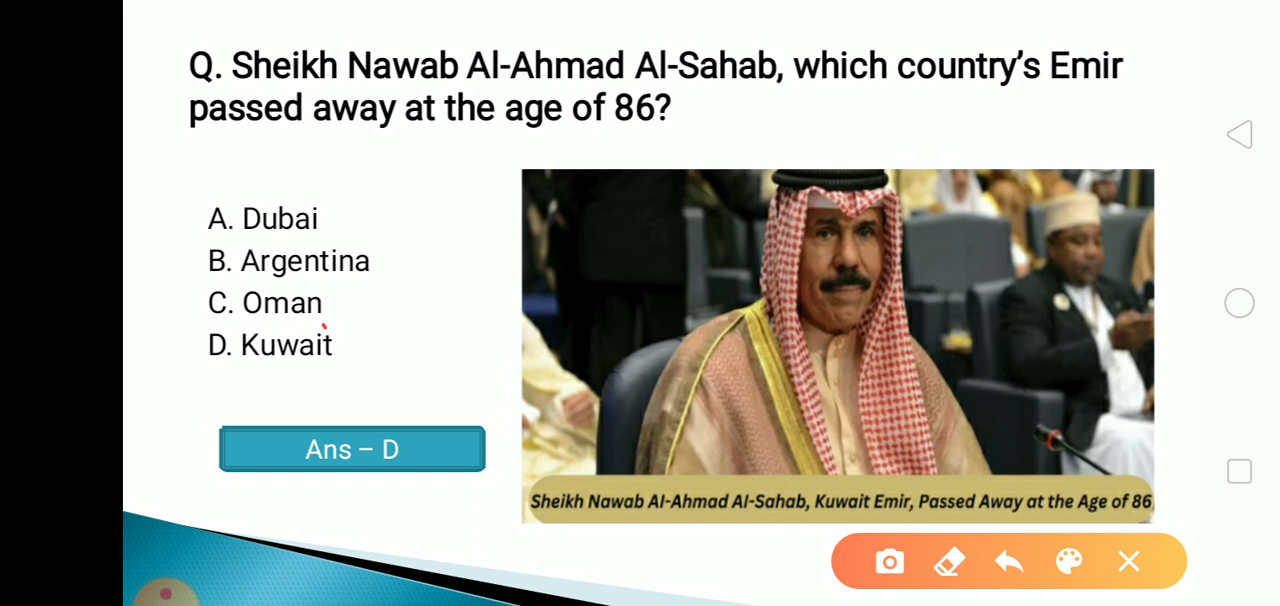 Q. Sheikh Nawab Al-Ahmad Al-Sahab, which country’s Emir
passed away at the age of 86?
A. Dubai
B. Argentina
C. Oman
D. Kuwait
Ans – D
Sheikh Nawab Al-Ahmad Al-Sahab, Kuwait Emir, Passed Away at the Age of 86